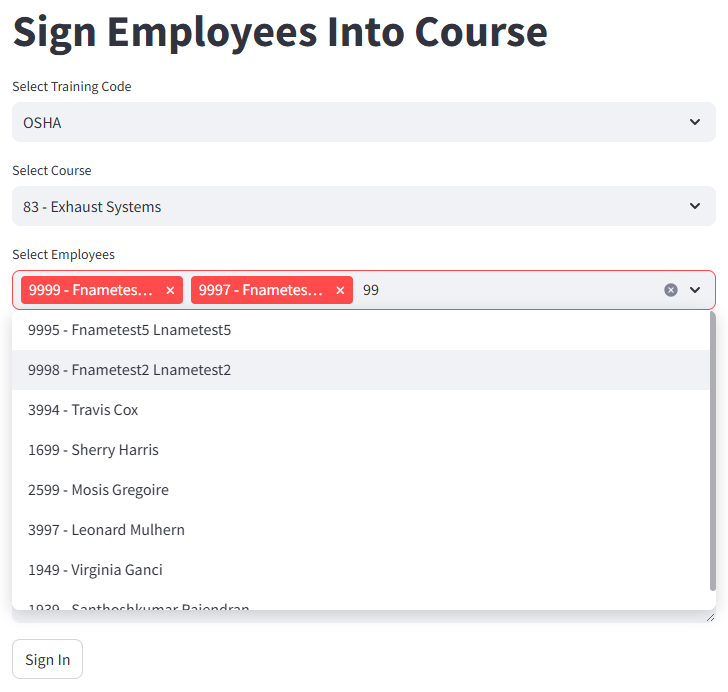 Sign Employees Into Course
Select Training Code
OSHA
Select Course
83 - Exhaust Systems
Select Employees
9999 - Fnametes... × 9997 - Fnametes... × 99
9995 - Fnametest5 Lnametest5
9998 - Fnametest2 Lnametest2
3994 - Travis Cox
1699 - Sherry Harris
2599 - Mosis Gregoire
3997 - Leonard Mulhern
1949 - Virginia Ganci
1939 - Santhoshkumar Rajendran
Sign In